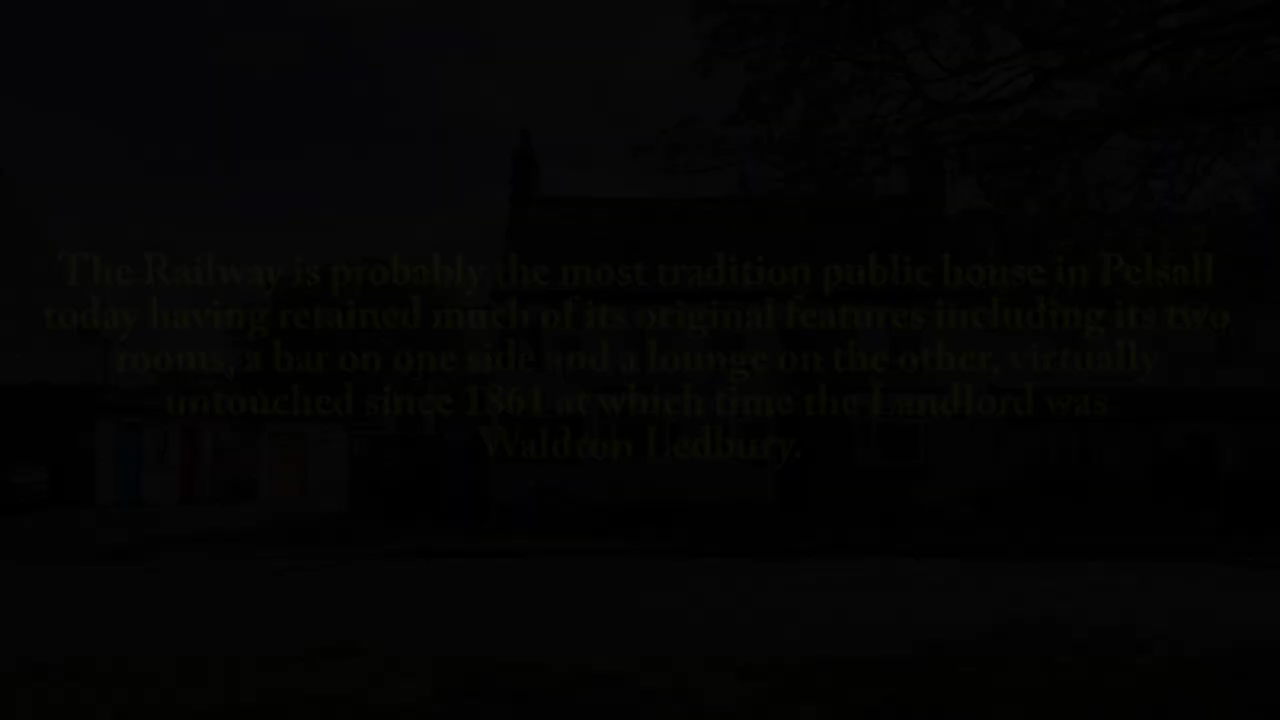 The Railway is probably the most tradition public house in Pelsall
today having retained much of its original features including its two
rooms, a bar on one side and a lounge on the other, virtually
untouched since 1861 at which time the Landlord was
Waldron Ledbury.